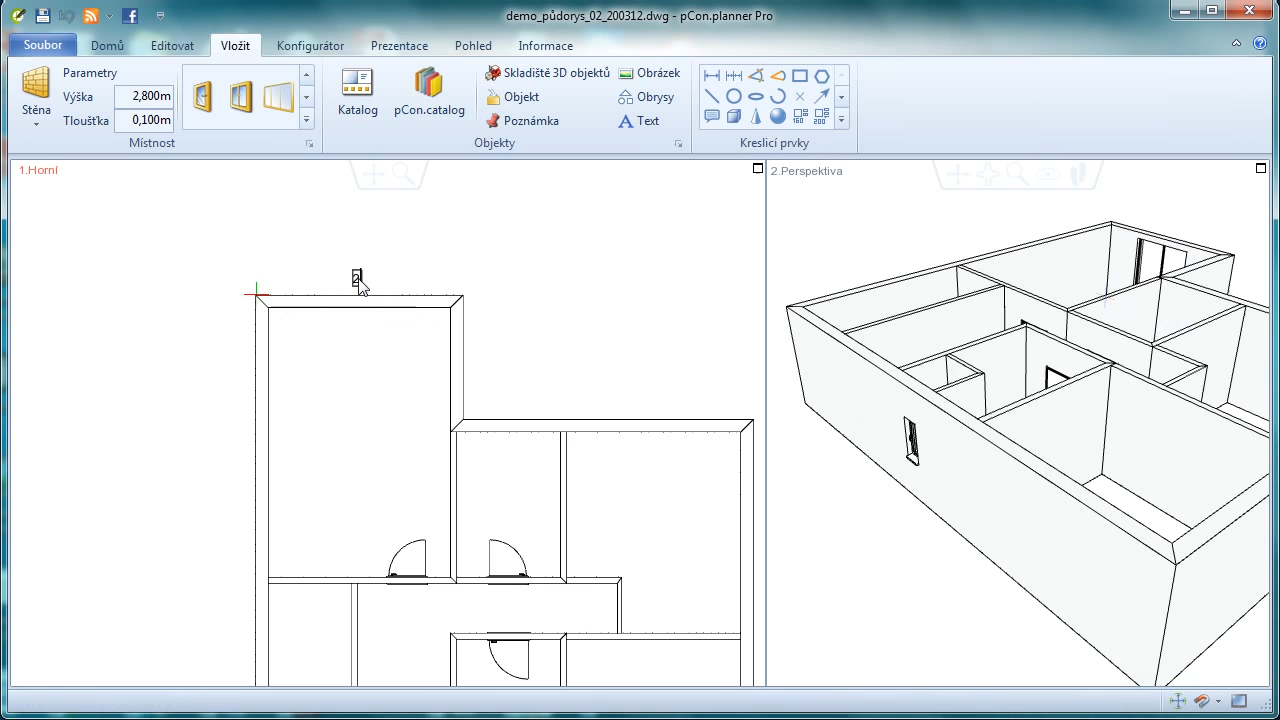 demo_půdorys_02_200312.dwg - pCon.planner Pro
Soubor
Domů
Editovat
Vložit
Konfigurátor
Prezentace
Pohled
Informace
Stěna
Parametry
Výška 2,800m
Tloušťka 0,100m
Místnost
Katalog
pCon.catalog
Skladiště 3D objektů
Objekt
Poznámka
Obrázek
Obrysy
Text
Objekty
Kreslicí prvky
1.Horní
2.Perspektiva
2